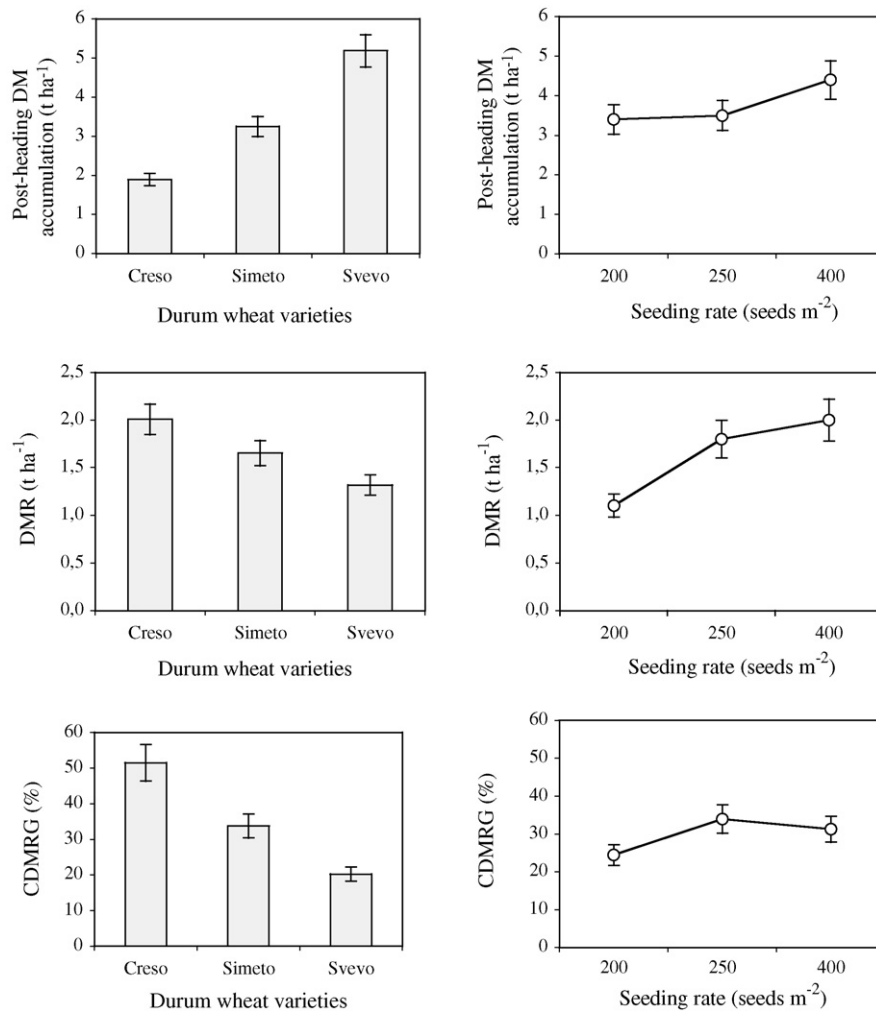 Post-heading DM
accumulation (t ha⁻¹)
6
5
4
3
2
1
0
Creso Simeto Svevo
Durum wheat varieties
Post-heading DM
accumulation (t ha⁻¹)
6
5
4
3
2
1
0
200 250 400
Seeding rate (seeds m⁻²)
DMR (t ha⁻¹)
2,5
2,0
1,5
1,0
0,5
0,0
Creso Simeto Svevo
Durum wheat varieties
DMR (t ha⁻¹)
2,5
2,0
1,5
1,0
0,5
0,0
200 250 400
Seeding rate (seeds m⁻²)
CDMRG (%)
60
50
40
30
20
10
0
Creso Simeto Svevo
Durum wheat varieties
CDMRG (%)
60
50
40
30
20
10
0
200 250 400
Seeding rate (seeds m⁻²)